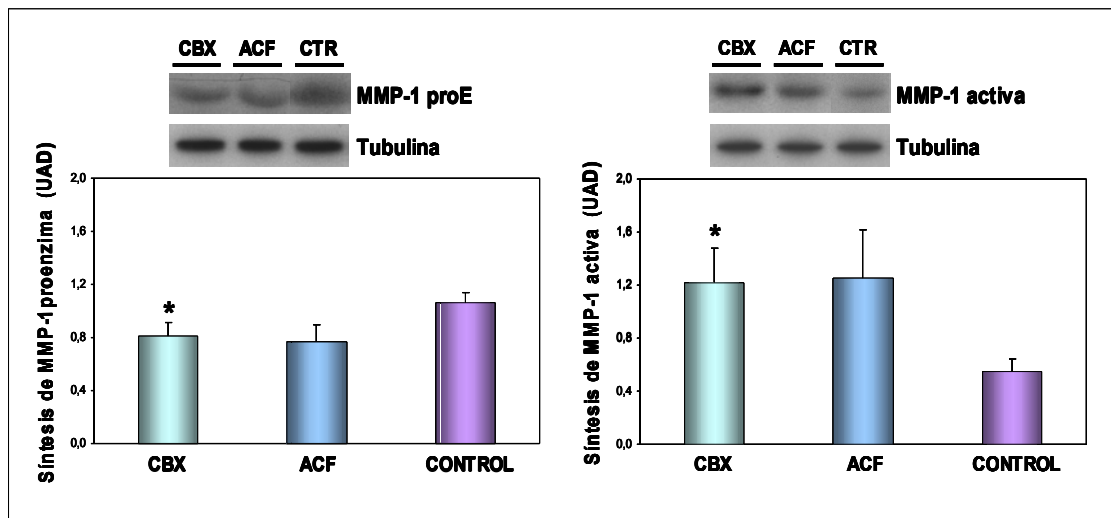 CBX ACF CTR
MMP-1 proE
Tubulina
Síntesis de MMP-1proenzima (UAD)
2,0
1,6
1,2
0,8
0,4
0,0
*
CBX ACF CONTROL
CBX ACF CTR
MMP-1 activa
Tubulina
Síntesis de MMP-1 activa (UAD)
2,0
1,6
1,2
0,8
0,4
0,0
*
CBX ACF CONTROL